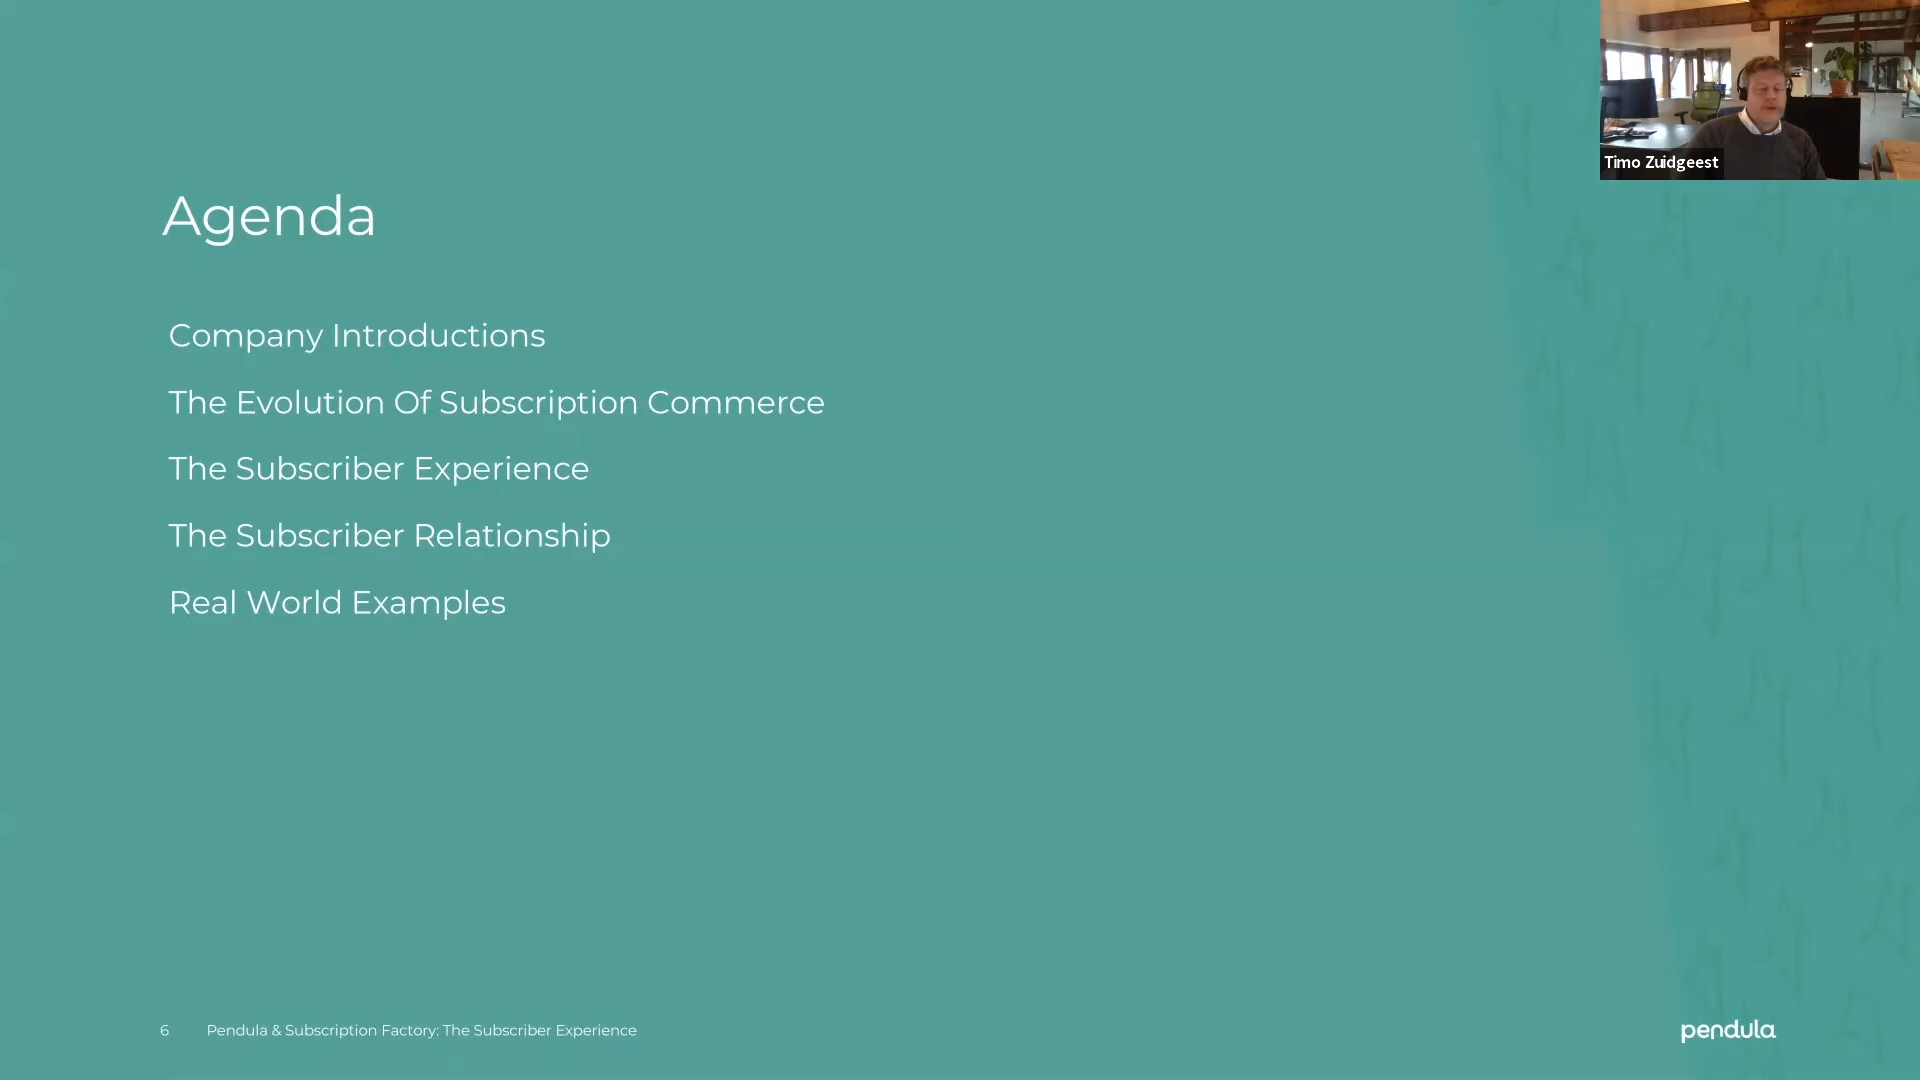 Timo Zuidgeest
Agenda
Company Introductions
The Evolution Of Subscription Commerce
The Subscriber Experience
The Subscriber Relationship
Real World Examples
6 Pendula & Subscription Factory: The Subscriber Experience
pendula